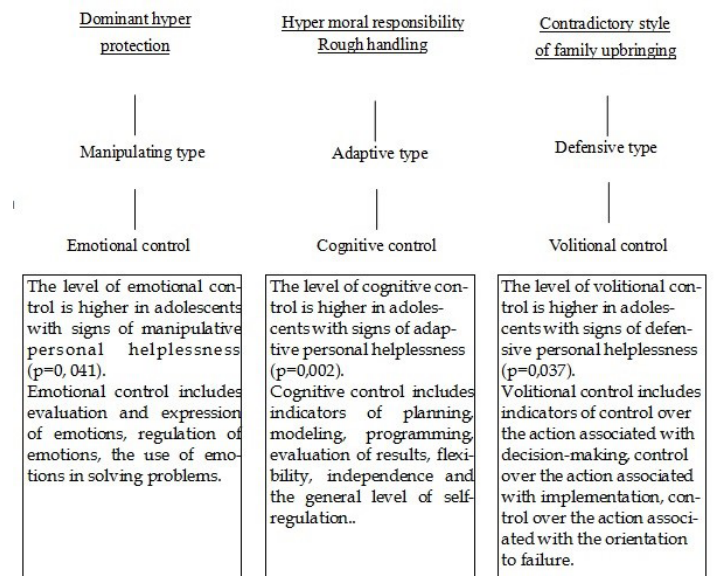 Dominant hyper
protection
Manipulating type
Emotional control
The level of emotional con-
trol is higher in adolescents
with signs of manipulative
personal helplessness
(p=0, 041).
Emotional control includes
evaluation and expression
of emotions, regulation of
emotions, the use of emo-
tions in solving problems.
Hyper moral responsibility
Rough handling
Adaptive type
Cognitive control
The level of cognitive con-
trol is higher in adoles-
cents with signs of adap-
tive personal helplessness
(p=0,002).
Cognitive control includes
indicators of planning,
modeling, programming,
evaluation of results, flexi-
bility, independence and
the general level of self-
regulation..
Contradictory style
of family upbringing
Defensive type
Volitional control
The level of volitional con-
trol is higher in adoles-
cents with signs of defen-
sive personal helplessness
(p=0,037).
Volitional control includes
indicators of control over
the action associated with
decision-making, control
over the action associated
with implementation, con-
trol over the action associ-
ated with the orientation
to failure.